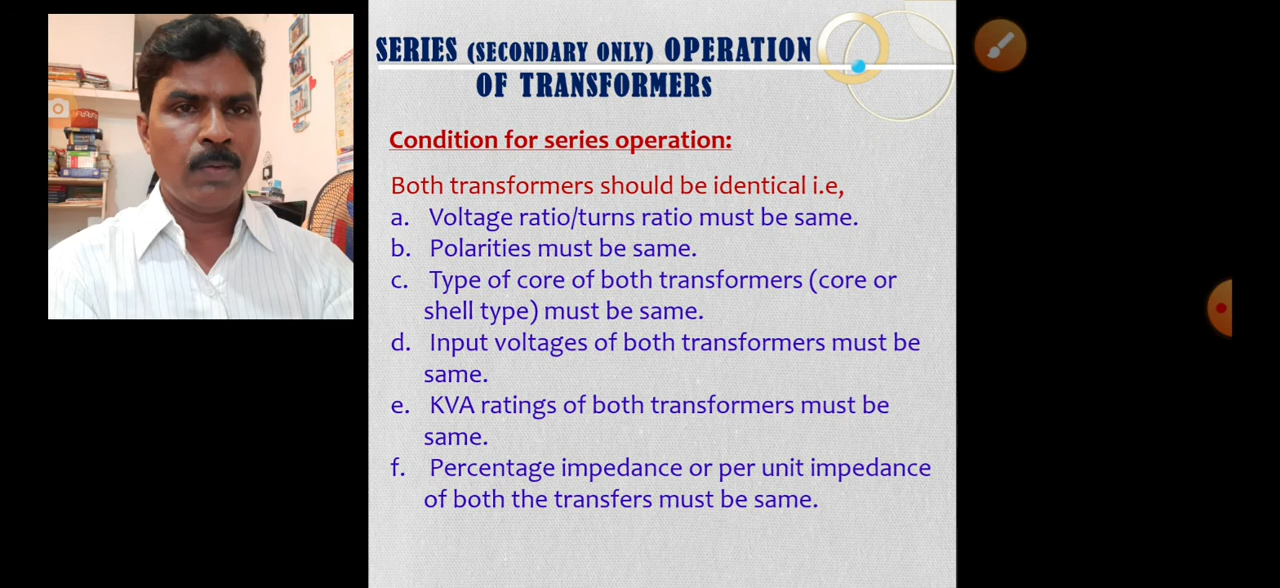 SERIES (SECONDARY ONLY) OPERATION
OF TRANSFORMERs
Condition for series operation:
Both transformers should be identical i.e,
a. Voltage ratio/turns ratio must be same.
b. Polarities must be same.
c. Type of core of both transformers (core or
shell type) must be same.
d. Input voltages of both transformers must be
same.
e. KVA ratings of both transformers must be
same.
f. Percentage impedance or per unit impedance
of both the transfers must be same.